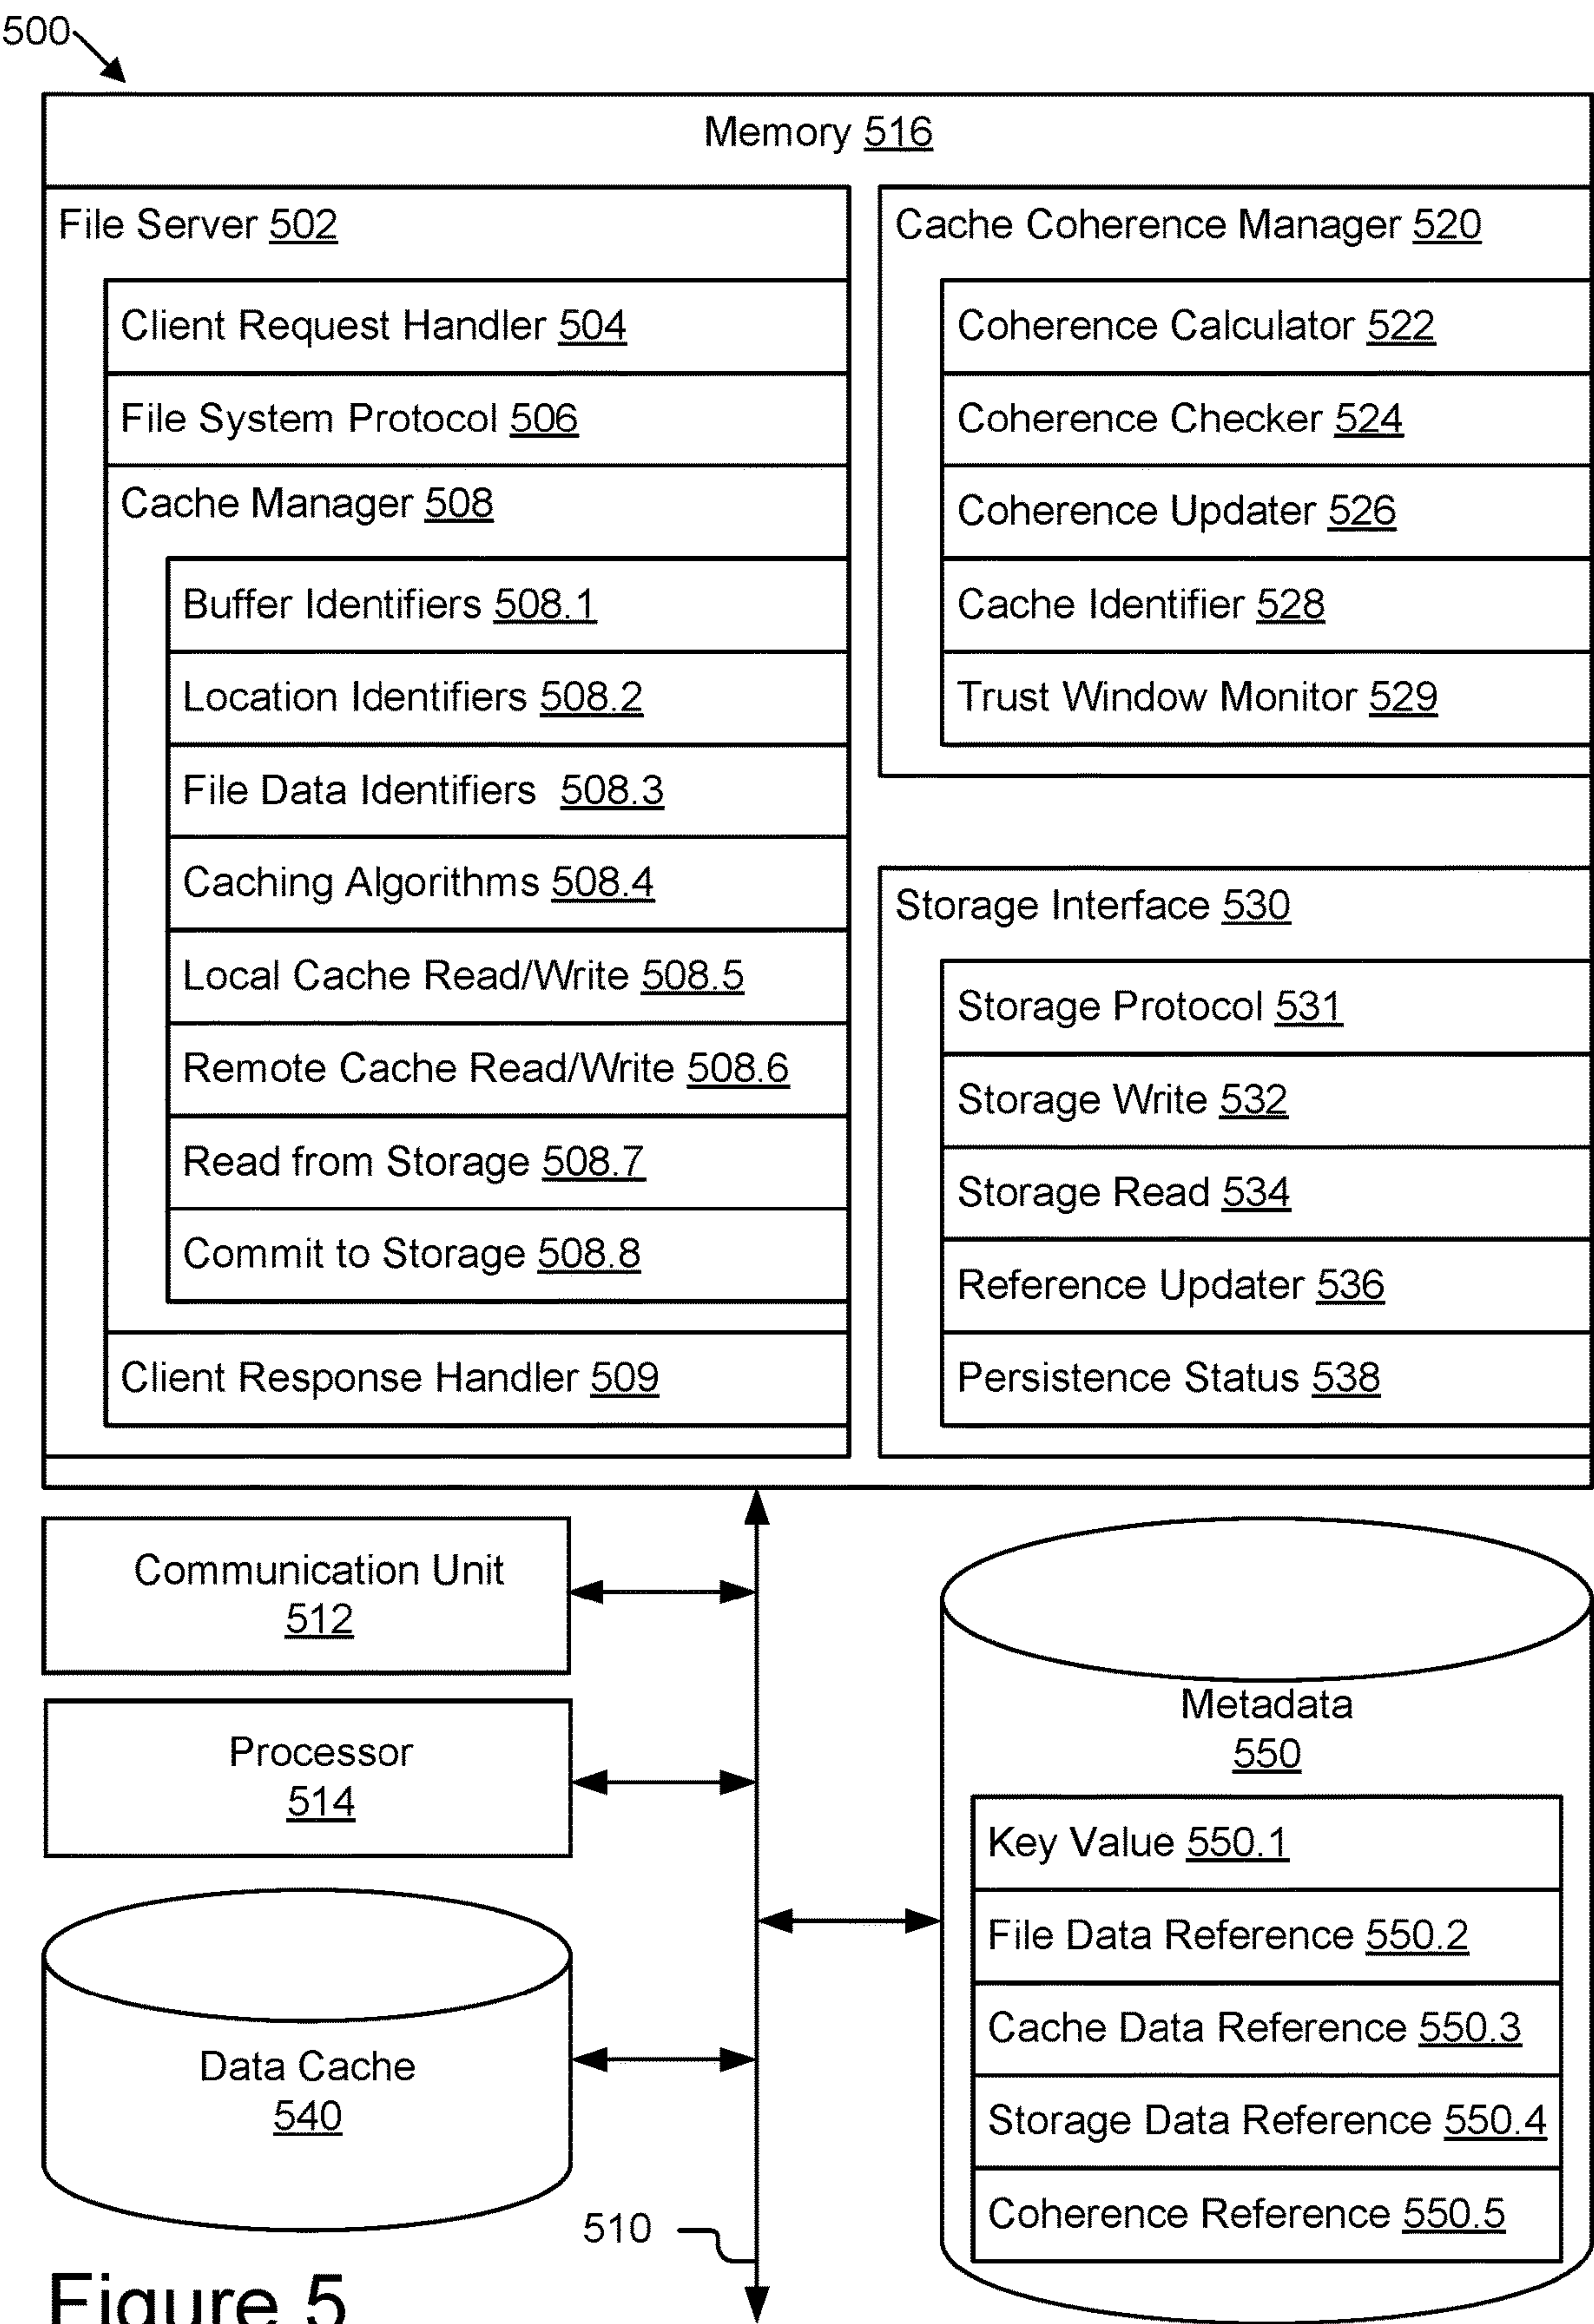 500
Memory 516
File Server 502
Client Request Handler 504
File System Protocol 506
Cache Manager 508
Buffer Identifiers 508.1
Location Identifiers 508.2
File Data Identifiers 508.3
Caching Algorithms 508.4
Local Cache Read/Write 508.5
Remote Cache Read/Write 508.6
Read from Storage 508.7
Commit to Storage 508.8
Client Response Handler 509
Cache Coherence Manager 520
Coherence Calculator 522
Coherence Checker 524
Coherence Updater 526
Cache Identifier 528
Trust Window Monitor 529
Storage Interface 530
Storage Protocol 531
Storage Write 532
Storage Read 534
Reference Updater 536
Persistence Status 538
Communication Unit
512
Processor
514
Data Cache
540
Metadata
550
Key Value 550.1
File Data Reference 550.2
Cache Data Reference 550.3
Storage Data Reference 550.4
Coherence Reference 550.5
510
Figure 5